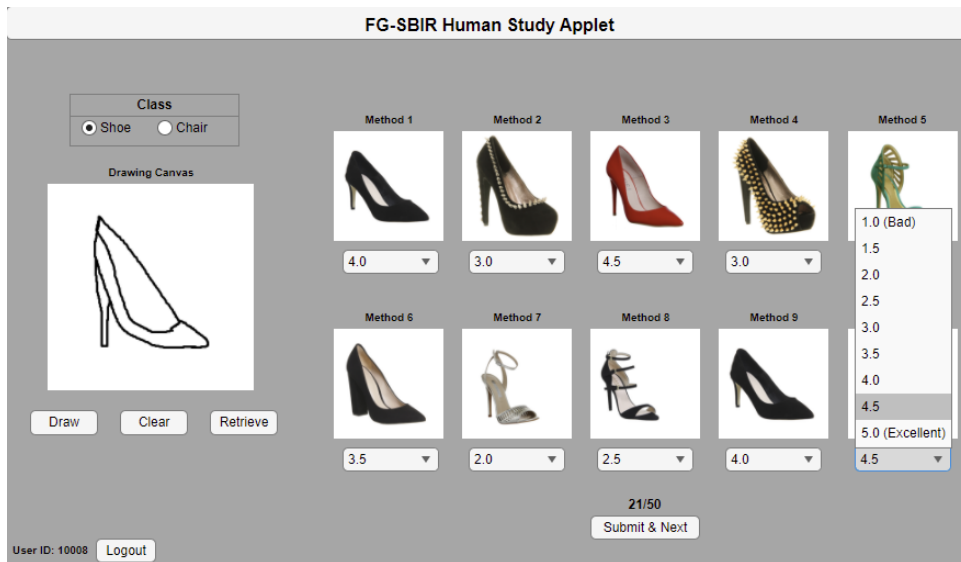 FG-SBIR Human Study Applet
Class
Shoe
Chair
Drawing Canvas
Draw
Clear
Retrieve
Method 1
Method 2
Method 3
Method 4
Method 5
4.0
3.0
4.5
3.0
Method 6
Method 7
Method 8
Method 9
3.5
2.0
2.5
4.0
1.0 (Bad)
1.5
2.0
2.5
3.0
3.5
4.0
4.5
5.0 (Excellent)
4.5
21/50
Submit & Next
User ID: 10008
Logout